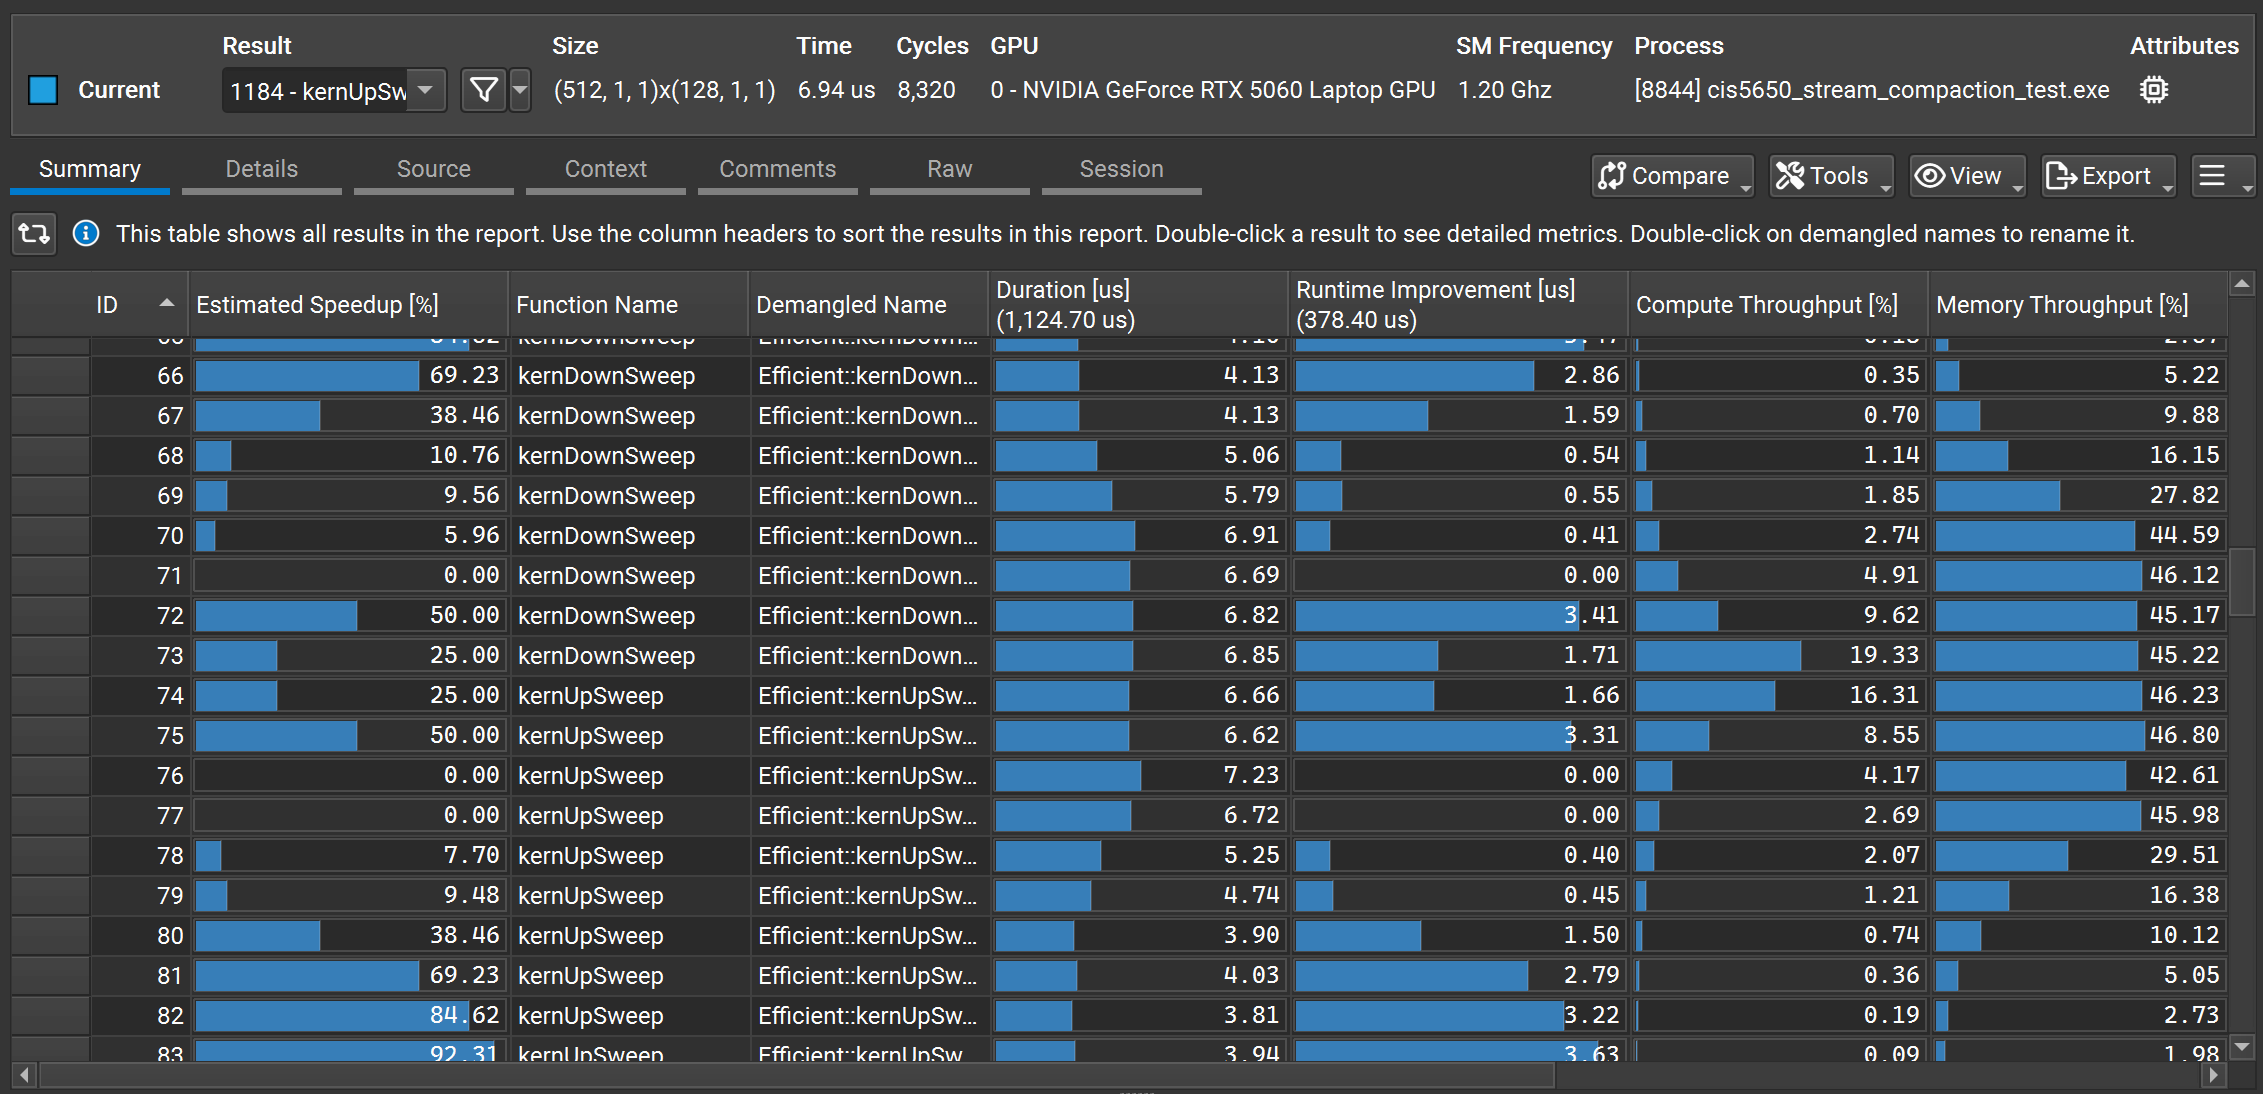 Result Size Time Cycles GPU SM Frequency Process Attributes
Current 1184 - kernUpSw (512, 1, 1)x(128, 1, 1) 6.94 us 8,320 0 - NVIDIA GeForce RTX 5060 Laptop GPU 1.20 Ghz [8844] cis5650_stream_compaction_test.exe
Summary Details Source Context Comments Raw Session Compare Tools View Export
This table shows all results in the report. Use the column headers to sort the results in this report. Double-click a result to see detailed metrics. Double-click on demangled names to rename it.
ID Estimated Speedup [%] Function Name Demangled Name Duration [us] (1,124.70 us) Runtime Improvement [us] (378.40 us) Compute Throughput [%] Memory Throughput [%]
kernDownSweep Efficient::kernDown...
66 69.23 kernDownSweep Efficient::kernDown... 4.13 2.86 0.35 5.22
67 38.46 kernDownSweep Efficient::kernDown... 4.13 1.59 0.70 9.88
68 10.76 kernDownSweep Efficient::kernDown... 5.06 0.54 1.14 16.15
69 9.56 kernDownSweep Efficient::kernDown... 5.79 0.55 1.85 27.82
70 5.96 kernDownSweep Efficient::kernDown... 6.91 0.41 2.74 44.59
71 0.00 kernDownSweep Efficient::kernDown... 6.69 0.00 4.91 46.12
72 50.00 kernDownSweep Efficient::kernDown... 6.82 3.41 9.62 45.17
73 25.00 kernDownSweep Efficient::kernDown... 6.85 1.71 19.33 45.22
74 25.00 kernUpSweep Efficient::kernUpSw... 6.66 1.66 16.31 46.23
75 50.00 kernUpSweep Efficient::kernUpSw... 6.62 3.31 8.55 46.80
76 0.00 kernUpSweep Efficient::kernUpSw... 7.23 0.00 4.17 42.61
77 0.00 kernUpSweep Efficient::kernUpSw... 6.72 0.00 2.69 45.98
78 7.70 kernUpSweep Efficient::kernUpSw... 5.25 0.40 2.07 29.51
79 9.48 kernUpSweep Efficient::kernUpSw... 4.74 0.45 1.21 16.38
80 38.46 kernUpSweep Efficient::kernUpSw... 3.90 1.50 0.74 10.12
81 69.23 kernUpSweep Efficient::kernUpSw... 4.03 2.79 0.36 5.05
82 84.62 kernUpSweep Efficient::kernUpSw... 3.81 3.22 0.19 2.73
83 92.31 kernUpSweep Efficient::kernUpSw... 3.94 3.63 0.09 1.98